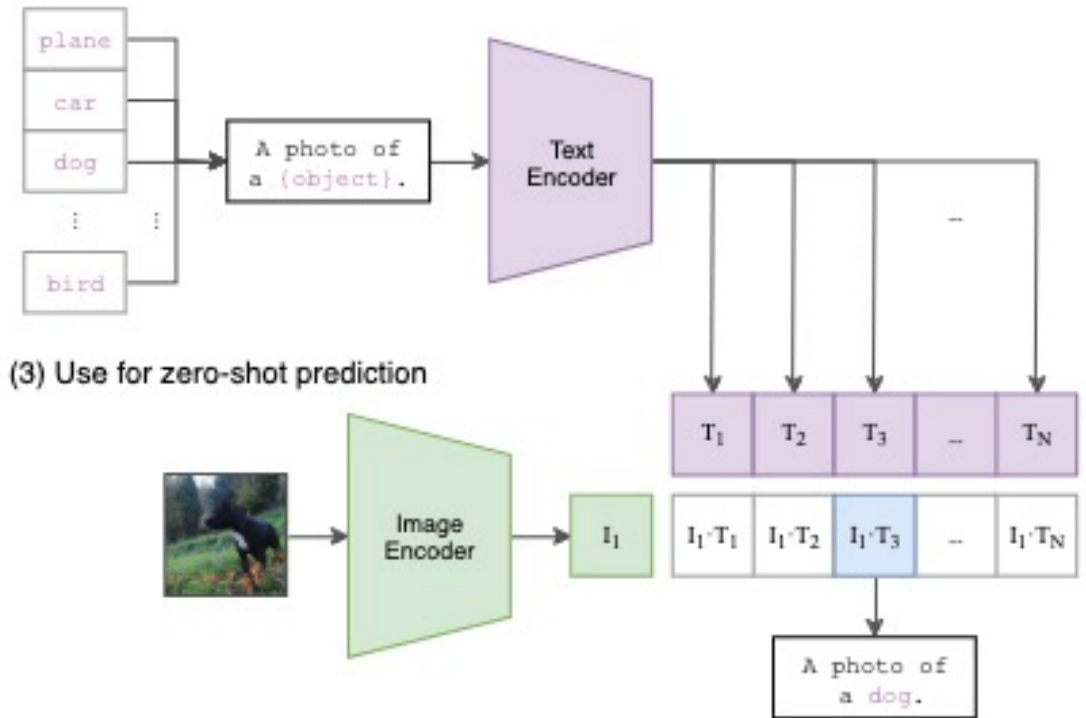 plane
car
dog
⋮ ⋮
bird
A photo of
a {object}.
Text
Encoder
...
(3) Use for zero-shot prediction
T1 T2 T3 ... TN
Image
Encoder
I1
I1·T1 I1·T2 I1·T3 ... I1·TN
A photo of
a dog.